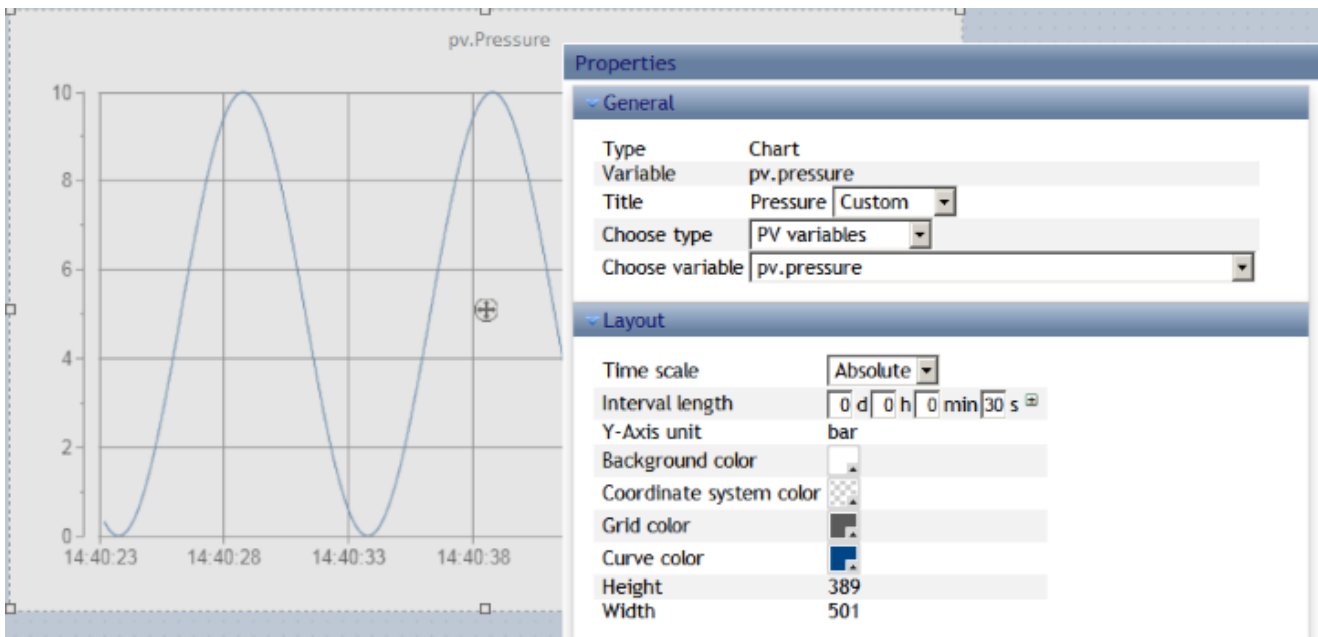 pv.Pressure
10
8
6
4
2
0
14:40:23 14:40:28 14:40:33 14:40:38
Properties
General
Type Chart
Variable pv.pressure
Title Pressure Custom
Choose type PV variables
Choose variable pv.pressure
Layout
Time scale Absolute
Interval length 0 d 0 h 0 min 30 s
Y-Axis unit bar
Background color
Coordinate system color
Grid color
Curve color
Height 389
Width 501